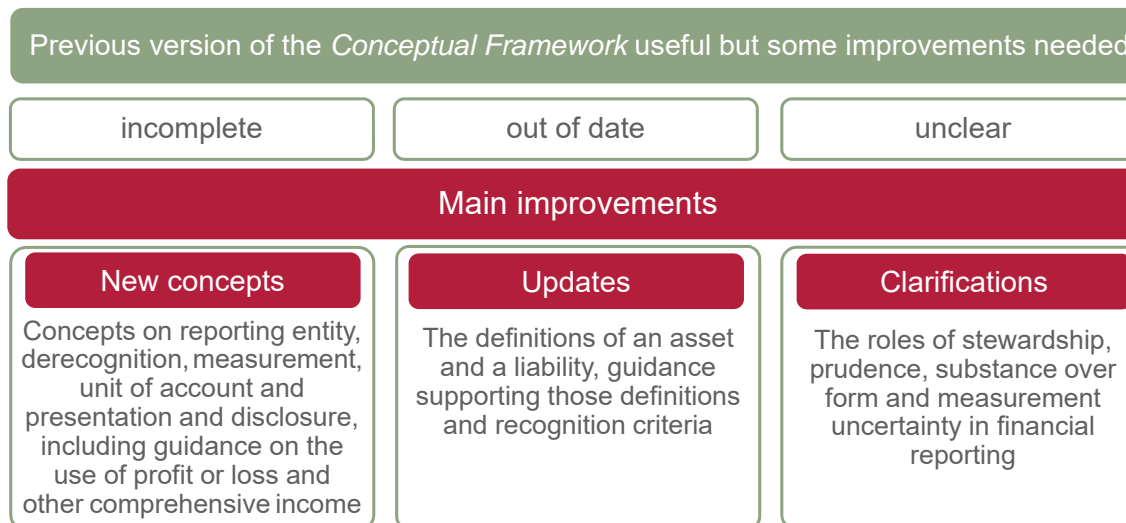 Previous version of the Conceptual Framework useful but some improvements needed
incomplete
out of date
unclear
Main improvements
New concepts
Concepts on reporting entity,
derecognition, measurement,
unit of account and
presentation and disclosure,
including guidance on the
use of profit or loss and
other comprehensive income
Updates
The definitions of an asset
and a liability, guidance
supporting those definitions
and recognition criteria
Clarifications
The roles of stewardship,
prudence, substance over
form and measurement
uncertainty in financial
reporting